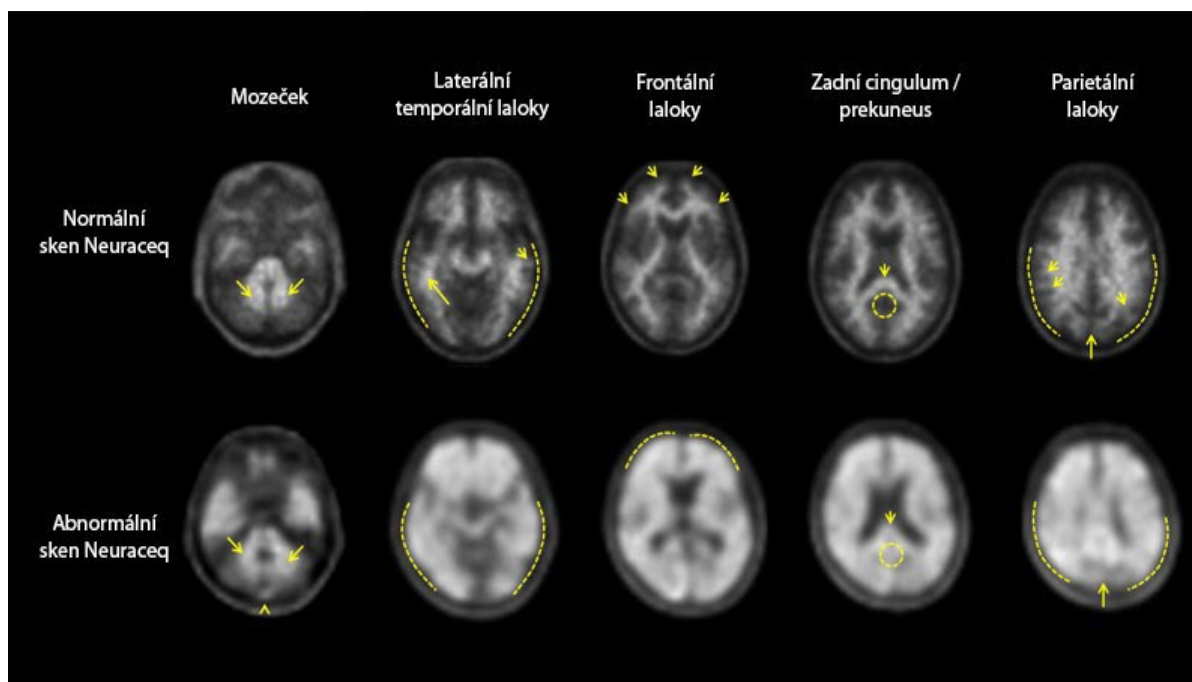 Mozeček
Laterální
temporální laloky
Frontální
laloky
Zadní cingulum /
prekuneus
Parietální
laloky
Normální
sken Neuraceq
Abnormální
sken Neuraceq